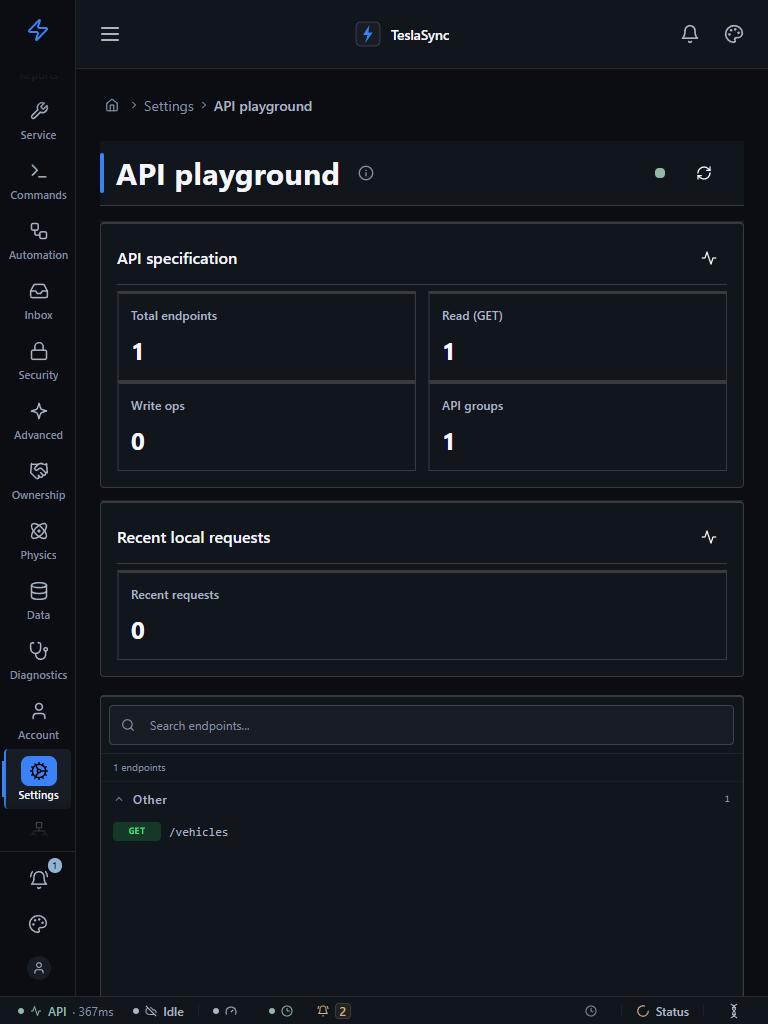 TeslaSync
Reports
Service
Commands
Automation
Inbox
Security
Advanced
Ownership
Physics
Data
Diagnostics
Account
Settings
1
Settings > API playground
API playground
API specification
Total endpoints
1
Read (GET)
1
Write ops
0
API groups
1
Recent local requests
Recent requests
0
Search endpoints...
1 endpoints
Other 1
GET /vehicles
API · 367ms Idle 2 Status